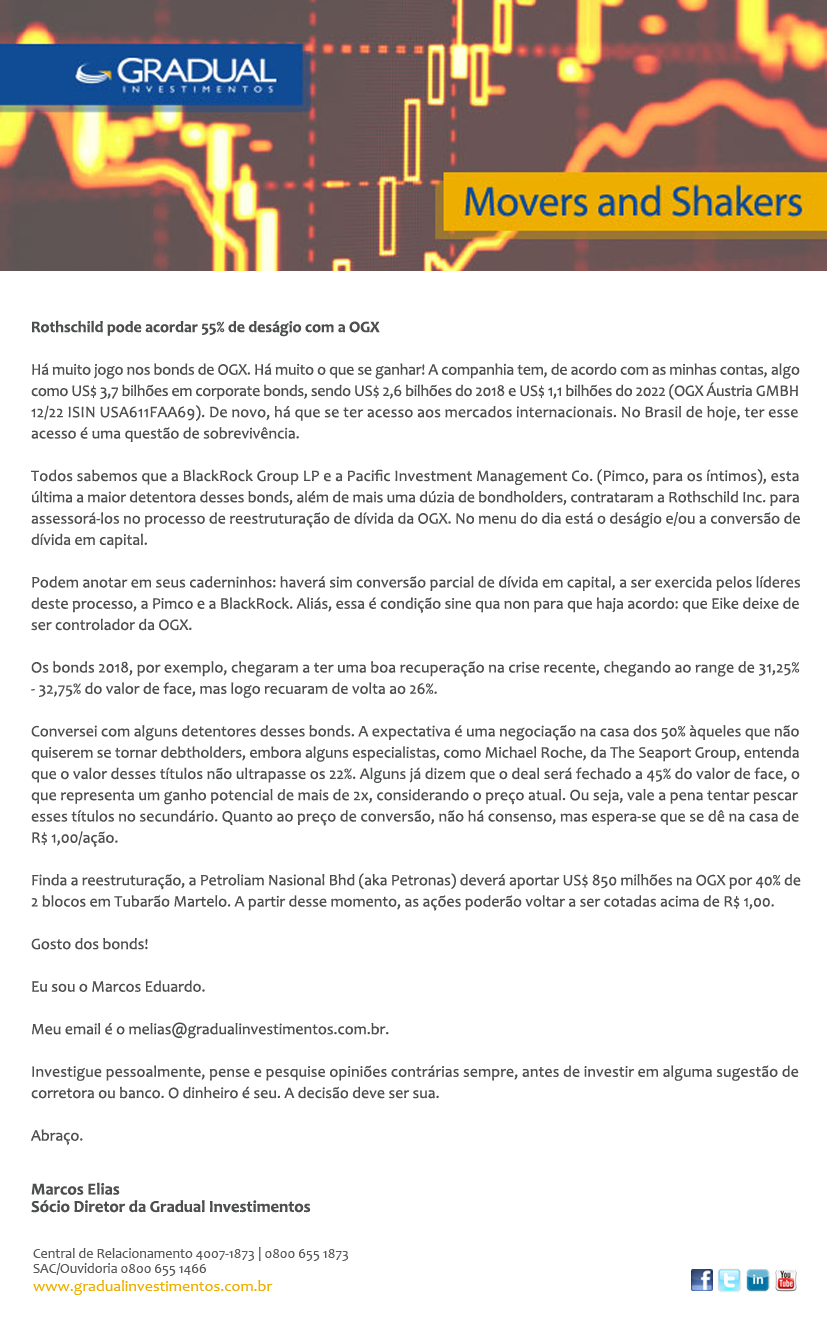 GRADUAL
INVESTIMENTOS
Movers and Shakers
Rothschild pode acordar 55% de deságio com a OGX
Há muito jogo nos bonds de OGX. Há muito o que se ganhar! A companhia tem, de acordo com as minhas contas, algo
como US$ 3,7 bilhões em corporate bonds, sendo US$ 2,6 bilhões do 2018 e US$ 1,1 bilhões do 2022 (OGX Áustria GMBH
12/22 ISIN USA611FAA69). De novo, há que se ter acesso aos mercados internacionais. No Brasil de hoje, ter esse
acesso é uma questão de sobrevivência.
Todos sabemos que a BlackRock Group LP e a Pacific Investment Management Co. (Pimco, para os íntimos), esta
última a maior detentora desses bonds, além de mais uma dúzia de bondholders, contrataram a Rothschild Inc. para
assessorá-los no processo de reestruturação de dívida da OGX. No menu do dia está o deságio e/ou a conversão de
dívida em capital.
Podem anotar em seus caderninhos: haverá sim conversão parcial de dívida em capital, a ser exercida pelos líderes
deste processo, a Pimco e a BlackRock. Aliás, essa é condição sine qua non para que haja acordo: que Eike deixe de
ser controlador da OGX.
Os bonds 2018, por exemplo, chegaram a ter uma boa recuperação na crise recente, chegando ao range de 31,25%
- 32,75% do valor de face, mas logo recuaram de volta ao 26%.
Conversei com alguns detentores desses bonds. A expectativa é uma negociação na casa dos 50% àqueles que não
quiserem se tornar debtholders, embora alguns especialistas, como Michael Roche, da The Seaport Group, entenda
que o valor desses títulos não ultrapasse os 22%. Alguns já dizem que o deal será fechado a 45% do valor de face, o
que representa um ganho potencial de mais de 2x, considerando o preço atual. Ou seja, vale a pena tentar pescar
esses títulos no secundário. Quanto ao preço de conversão, não há consenso, mas espera-se que se dê na casa de
R$ 1,00/ação.
Finda a reestruturação, a Petroliam Nasional Bhd (aka Petronas) deverá aportar US$ 850 milhões na OGX por 40% de
2 blocos em Tubarão Martelo. A partir desse momento, as ações poderão voltar a ser cotadas acima de R$ 1,00.
Gosto dos bonds!
Eu sou o Marcos Eduardo.
Meu email é o melias@gradualinvestimentos.com.br.
Investigue pessoalmente, pense e pesquise opiniões contrárias sempre, antes de investir em alguma sugestão de
corretora ou banco. O dinheiro é seu. A decisão deve ser sua.
Abraço.
Marcos Elias
Sócio Diretor da Gradual Investimentos
Central de Relacionamento 4007-1873 | 0800 655 1873
SAC/Ouvidoria 0800 655 1466
www.gradualinvestimentos.com.br
f t in You Tube